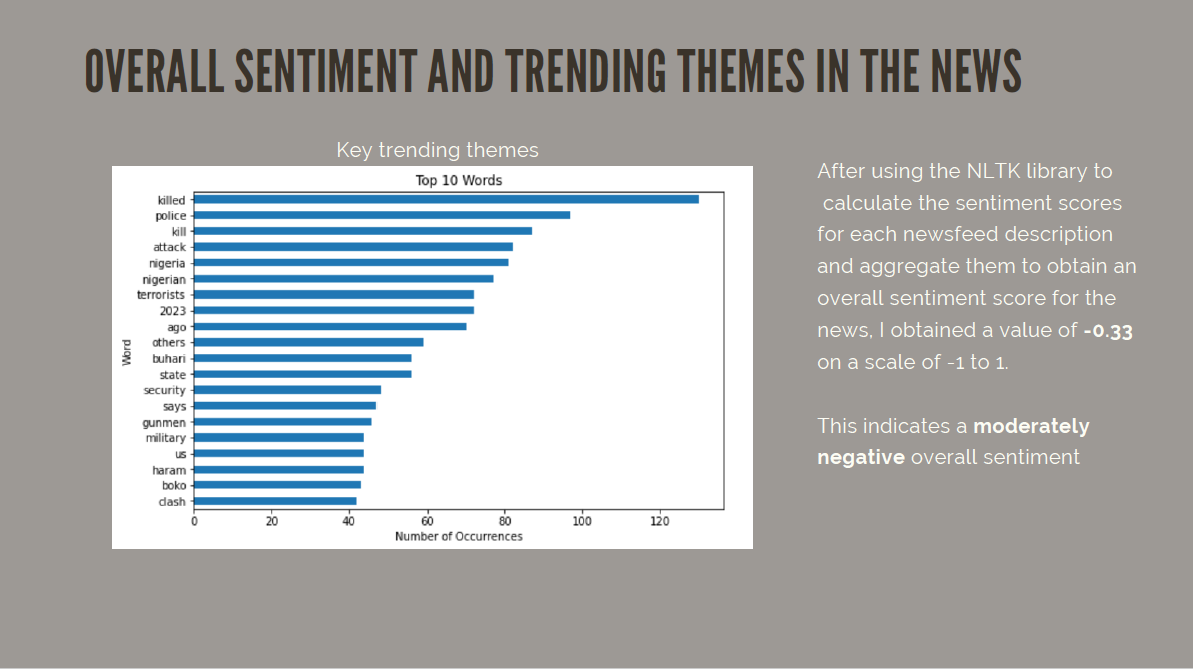 OVERALL SENTIMENT AND TRENDING THEMES IN THE NEWS
Key trending themes
Top 10 Words
killed
police
kill
attack
nigeria
nigerian
terrorists
2023
ago
others
buhari
state
security
says
gunmen
military
us
haram
boko
clash
Word
0 20 40 60 80 100 120
Number of Occurrences
After using the NLTK library to
calculate the sentiment scores
for each newsfeed description
and aggregate them to obtain an
overall sentiment score for the
news, I obtained a value of -0.33
on a scale of -1 to 1.
This indicates a moderately
negative overall sentiment